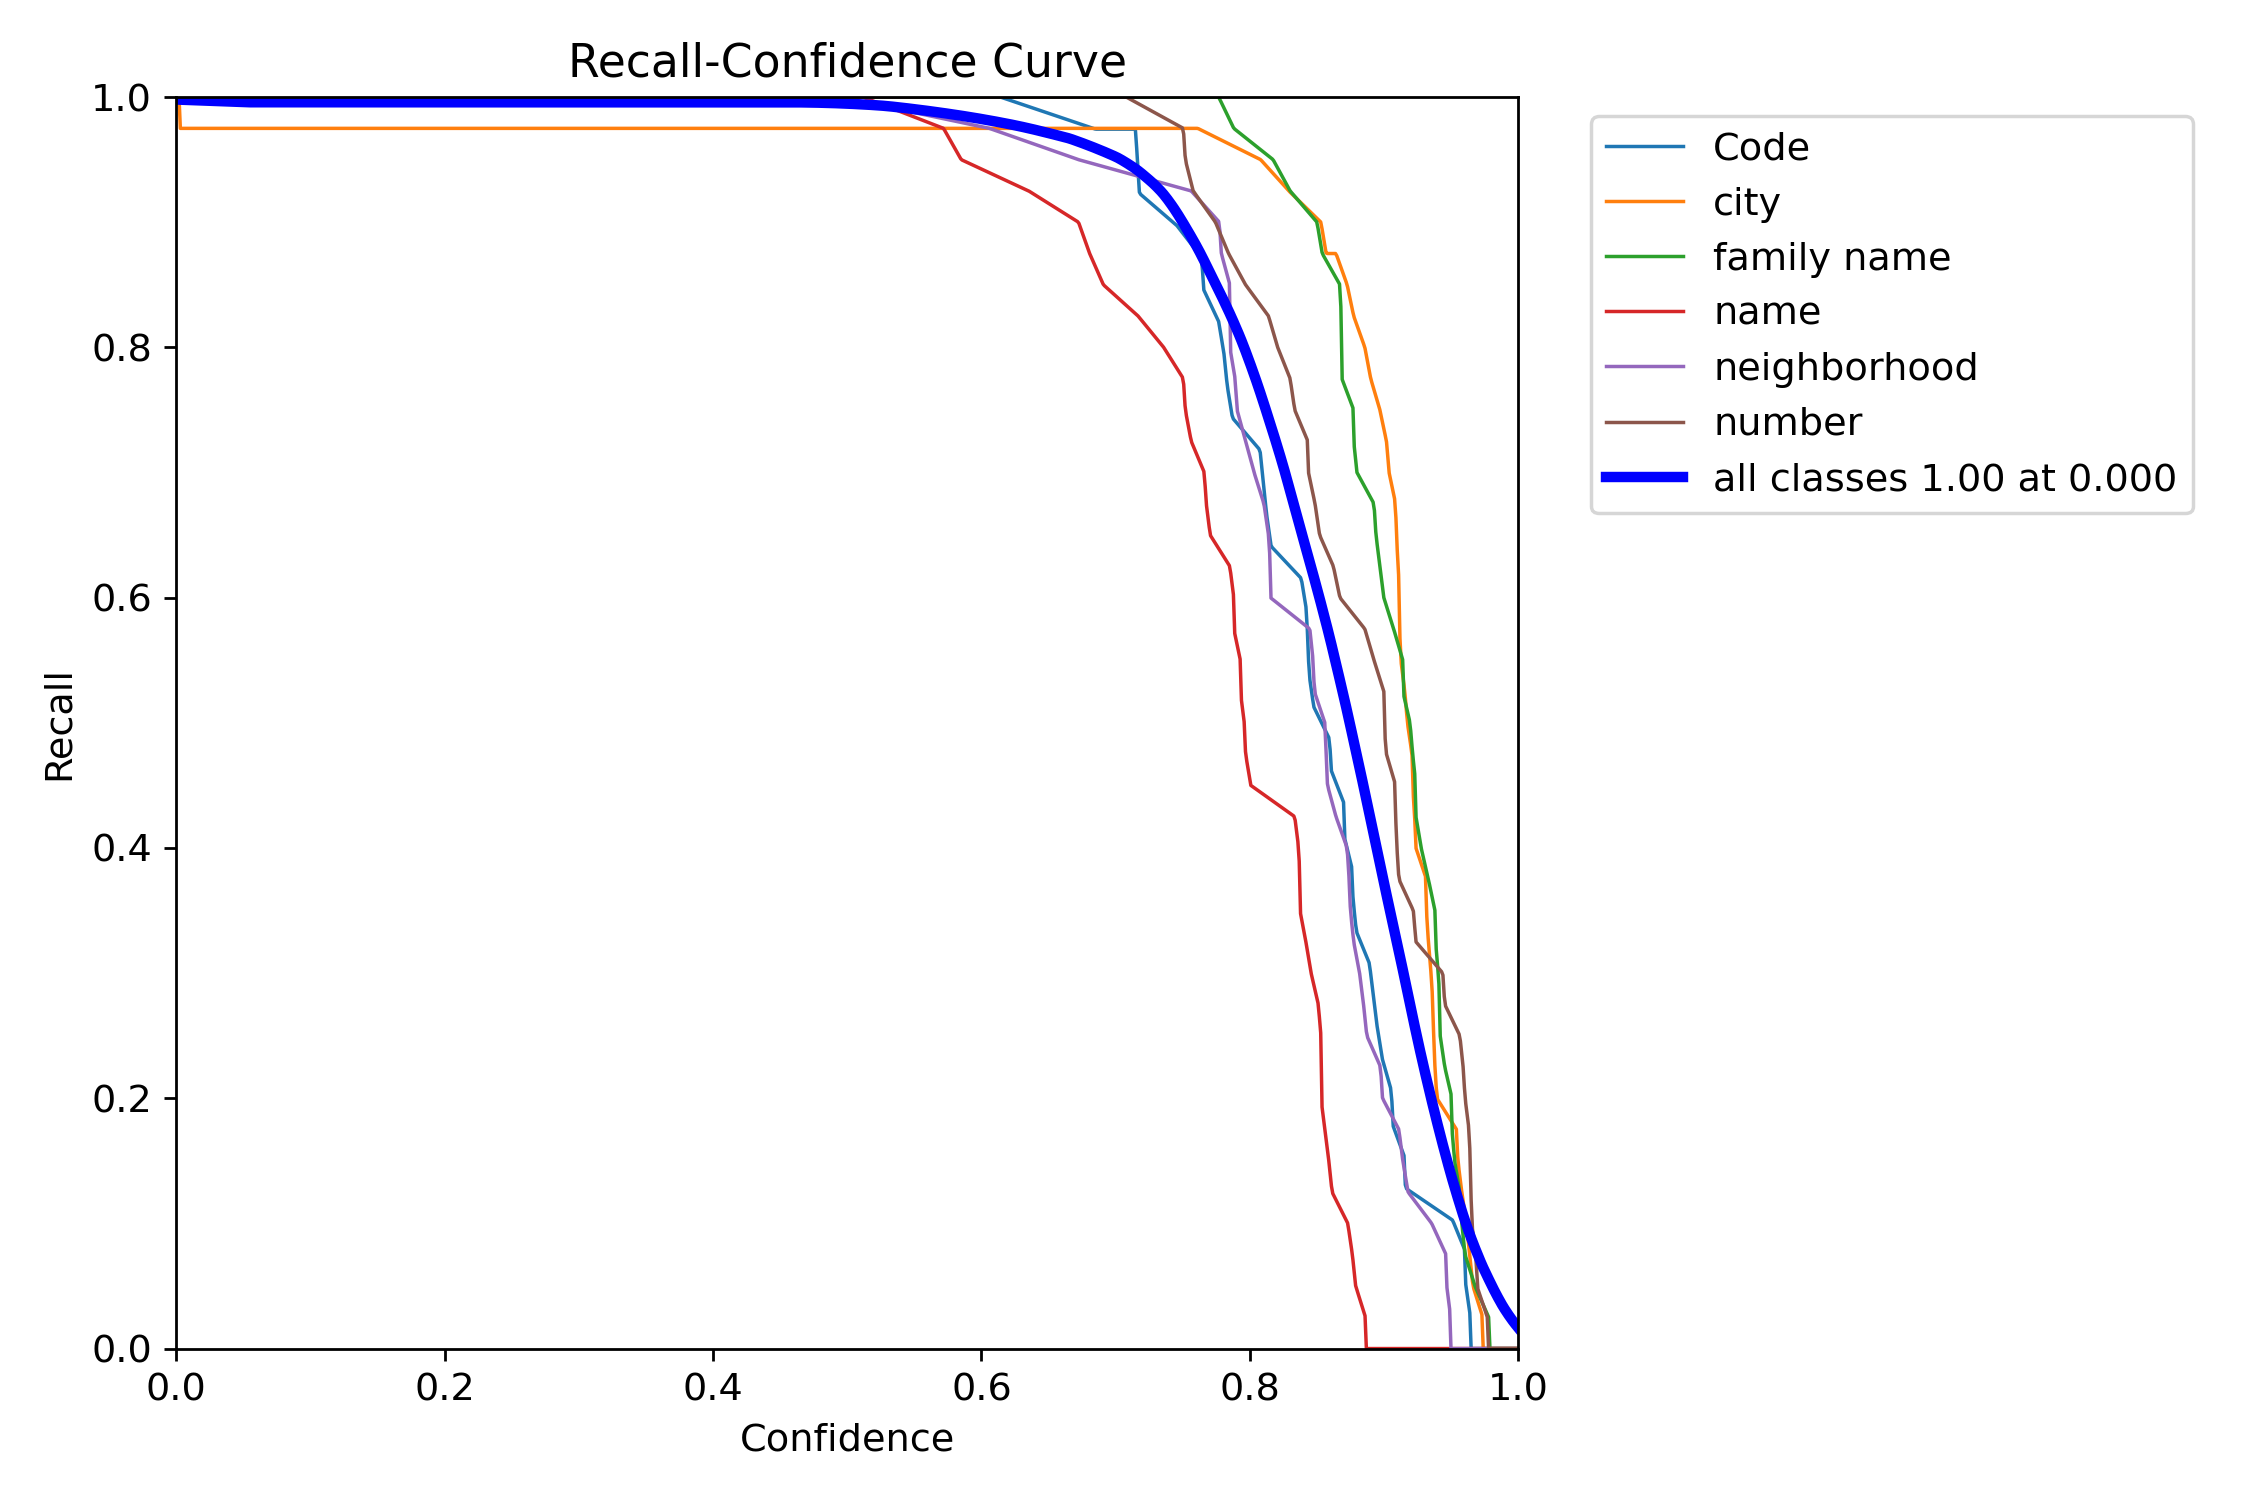 Recall-Confidence Curve
1.0
0.8
0.6
0.4
0.2
0.0
Recall
0.0 0.2 0.4 0.6 0.8 1.0
Confidence
Code
city
family name
name
neighborhood
number
all classes 1.00 at 0.000